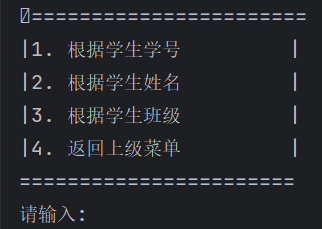 =======================
|1. 根据学生学号         |
|2. 根据学生姓名         |
|3. 根据学生班级         |
|4. 返回上级菜单         |
=======================
请输入: